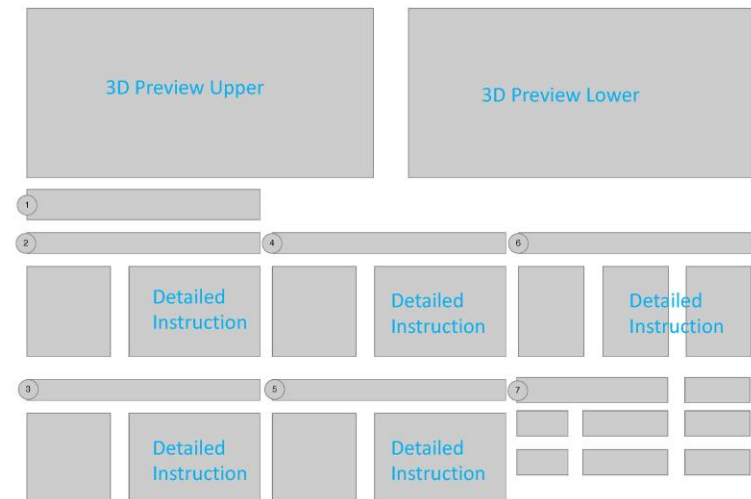 3D Preview Upper
3D Preview Lower
1
2
4
6
Detailed
Instruction
Detailed
Instruction
Detailed
Instruction
3
5
7
Detailed
Instruction
Detailed
Instruction